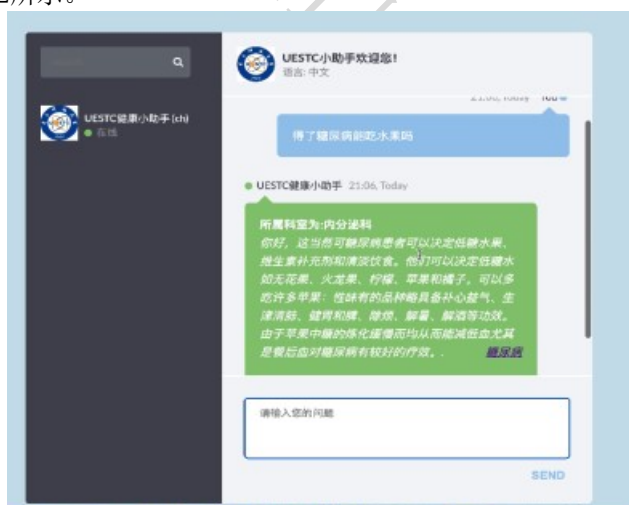 所示。
UESTC小助手欢迎您!
语言: 中文
UESTC健康小助手 (ch)
在线
21:06, Today You
得了糖尿病能吃水果吗
UESTC健康小助手 21:06, Today
所属科室为:内分泌科
你好，这当然可糖尿病患者可以决定低糖水果、
维生素补充剂和清淡饮食。他们可以决定低糖水
如无花果、火龙果、柠檬、苹果和橘子。可以多
吃许多苹果：性味有的品种略具备补心益气、生
津消肠、健胃和脾、除烦、解暑、解酒等功效。
由于苹果中糖的炼化缓慢而均从而能减低血尤其
是餐后血对糖尿病有较好的疗效。. 糖尿病
请输入您的问题
SEND